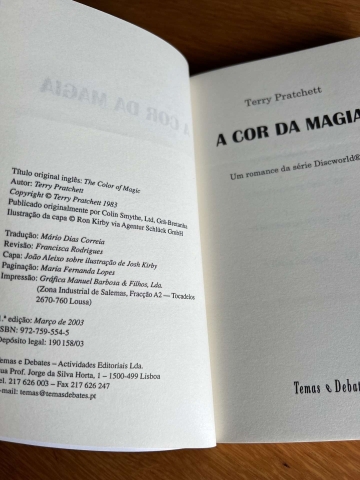 A COR DA MAGIA
Título original inglês: The Color of Magic
Autor: Terry Pratchett
Copyright © Terry Pratchett 1983
Publicado originalmente por Colin Smythe, Ltd, Grã-Bretanha
Ilustração da capa © Ron Kirby via Agentur Schlück GmbH
Tradução: Mário Dias Correia
Revisão: Francisca Rodrigues
Capa: João Aleixo sobre ilustração de Josh Kirby
Paginação: Maria Fernanda Lopes
Impressão: Gráfica Manuel Barbosa & Filhos, Lda.
(Zona Industrial de Salemas, Fracção A2 — Tocadelos
2670-760 Lousa)
1.ª edição: Março de 2003
ISBN: 972-759-554-5
Depósito legal: 190 158/03
Temas e Debates – Actividades Editoriais Lda.
Rua Prof. Jorge da Silva Horta, 1 – 1500-499 Lisboa
Tel. 217 626 003 – Fax 217 626 247
e-mail: temas@temasdebates.pt
Terry Pratchett
A COR DA MAGIA
Um romance da série Discworld®
Temas e Debates